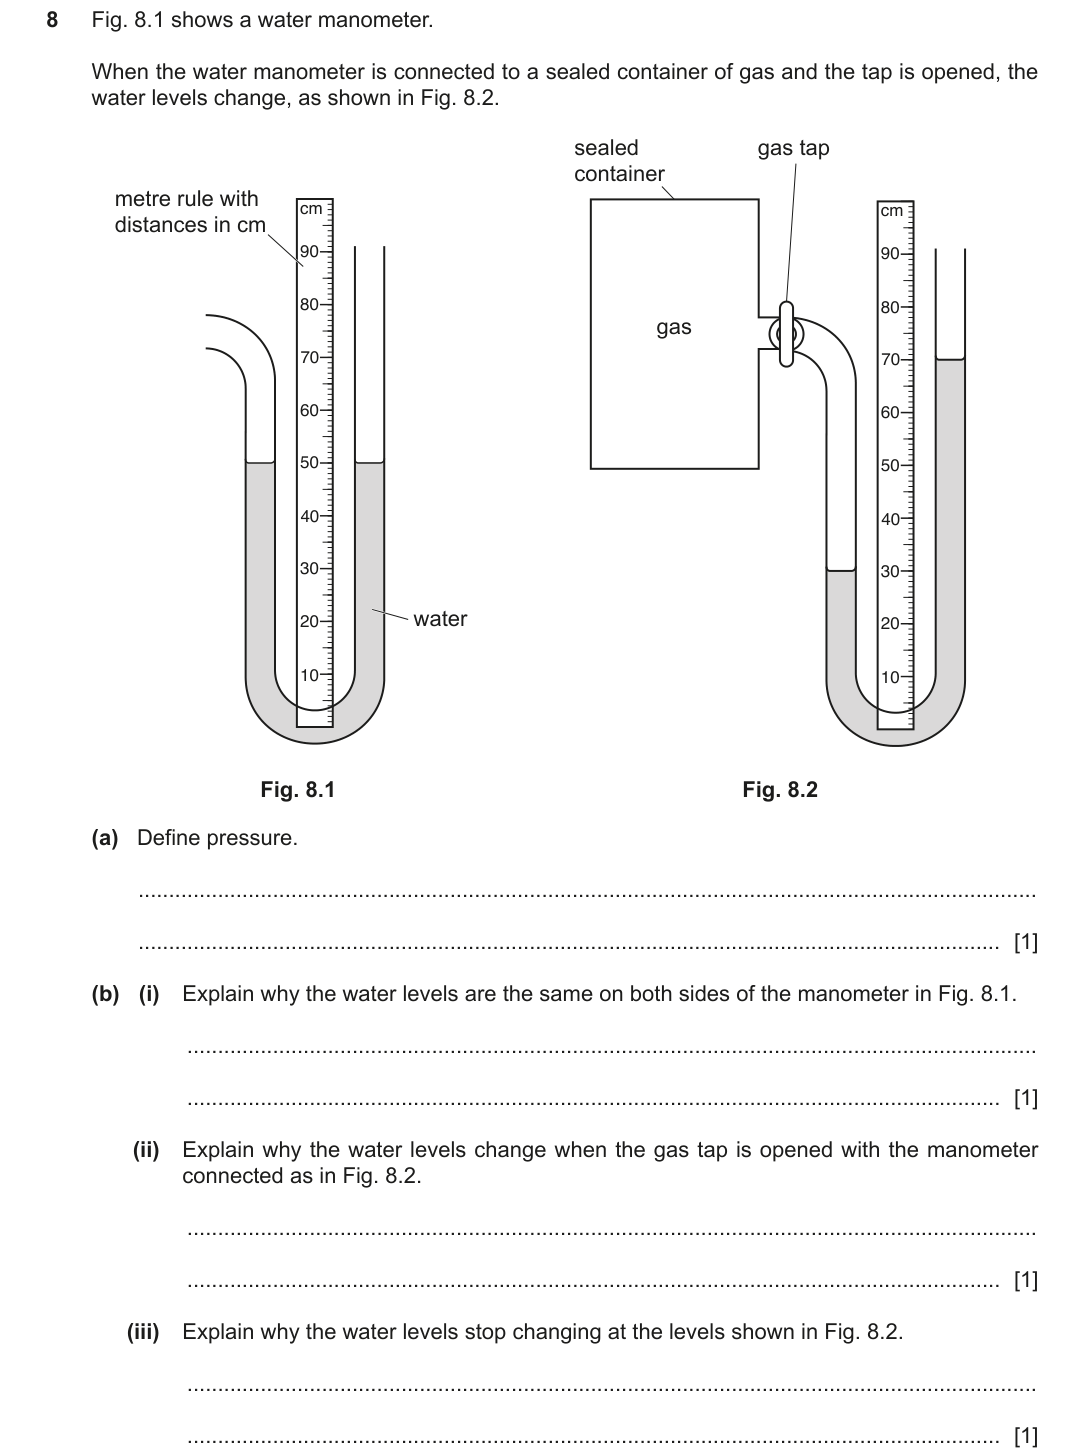 8 Fig. 8.1 shows a water manometer.
When the water manometer is connected to a sealed container of gas and the tap is opened, the
water levels change, as shown in Fig. 8.2.
sealed
container
gas tap
metre rule with
distances in cm
cm
90
80
70
60
50
40
30
20
10
water
gas
cm
90
80
70
60
50
40
30
20
10
Fig. 8.1
Fig. 8.2
(a) Define pressure.
..........................................................................................................................................
.................................................................................................................................. [1]
(b) (i) Explain why the water levels are the same on both sides of the manometer in Fig. 8.1.
..................................................................................................................................
.......................................................................................................................... [1]
(ii) Explain why the water levels change when the gas tap is opened with the manometer
connected as in Fig. 8.2.
..................................................................................................................................
.......................................................................................................................... [1]
(iii) Explain why the water levels stop changing at the levels shown in Fig. 8.2.
..................................................................................................................................
.......................................................................................................................... [1]